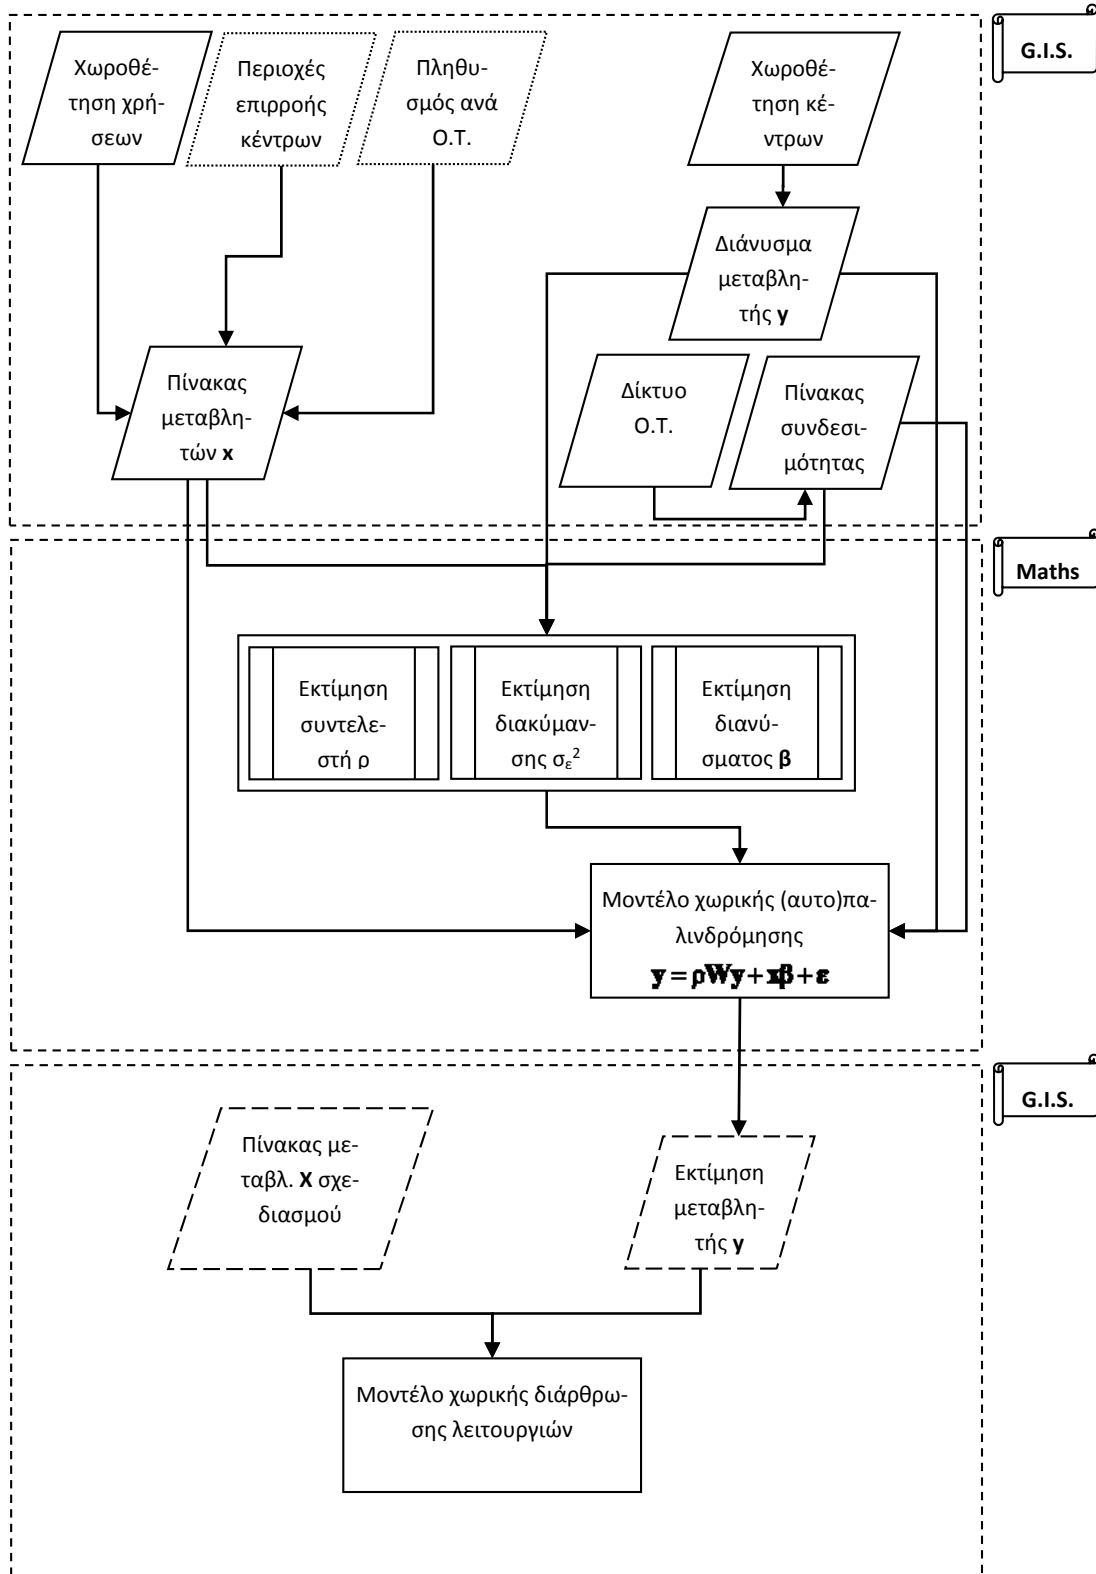 G.I.S.
Χωροθέ-
τηση χρή-
σεων
Περιοχές
επιρροής
κέντρων
Πληθυ-
σμός ανά
Ο.Τ.
Χωροθέ-
τηση κέ-
ντρων
Διάνυσμα
μεταβλη-
τής y
Πίνακας
μεταβλη-
τών x
Δίκτυο
Ο.Τ.
Πίνακας
συνδεσι-
μότητας
Maths
Εκτίμηση
συντελε-
στή ρ
Εκτίμηση
διακύμαν-
σης σε²
Εκτίμηση
διανύ-
σματος β
Μοντέλο χωρικής (αυτο)πα-
λινδρόμησης
y = ρWy + xβ + ε
G.I.S.
Πίνακας με-
ταβλ. X σχε-
διασμού
Εκτίμηση
μεταβλη-
τής y
Μοντέλο χωρικής διάρθρω-
σης λειτουργιών